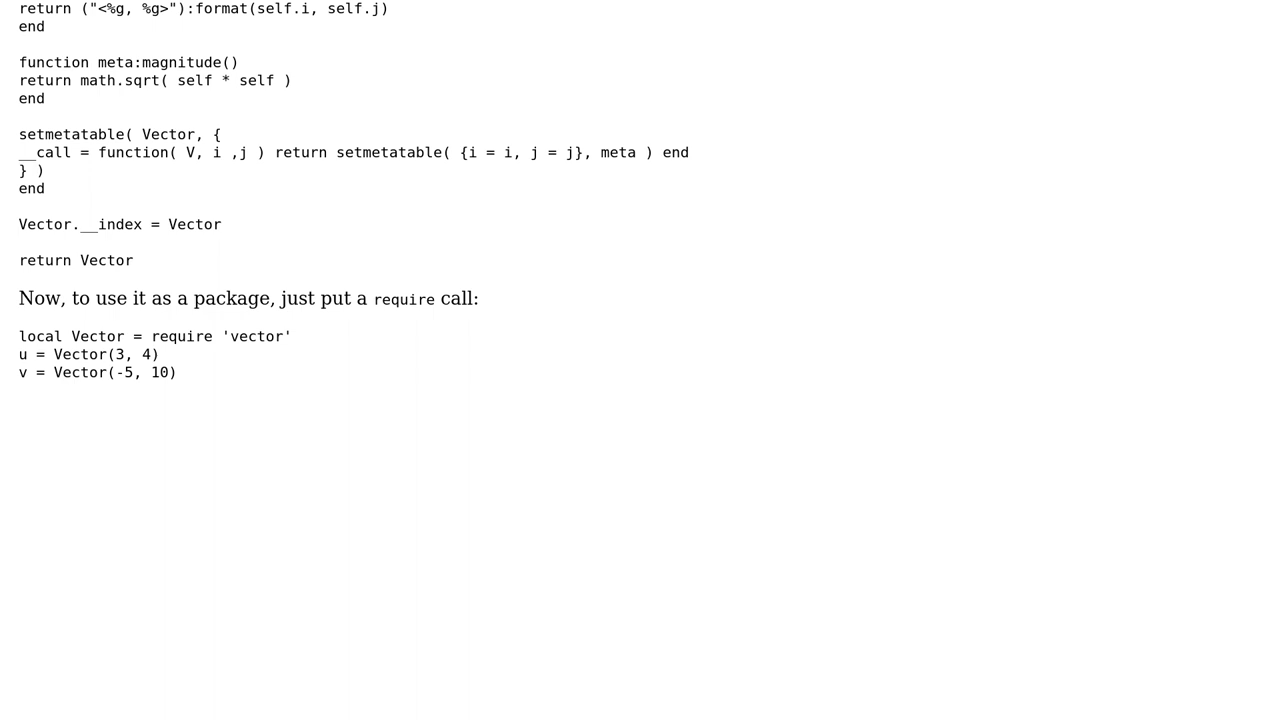 return ("<%g, %g>"):format(self.i, self.j)
end
function meta:magnitude()
return math.sqrt( self * self )
end
setmetatable( Vector, {
__call = function( V, i ,j ) return setmetatable( {i = i, j = j}, meta ) end
} )
end
Vector.__index = Vector
return Vector
Now, to use it as a package, just put a require call:
local Vector = require 'vector'
u = Vector(3, 4)
v = Vector(-5, 10)